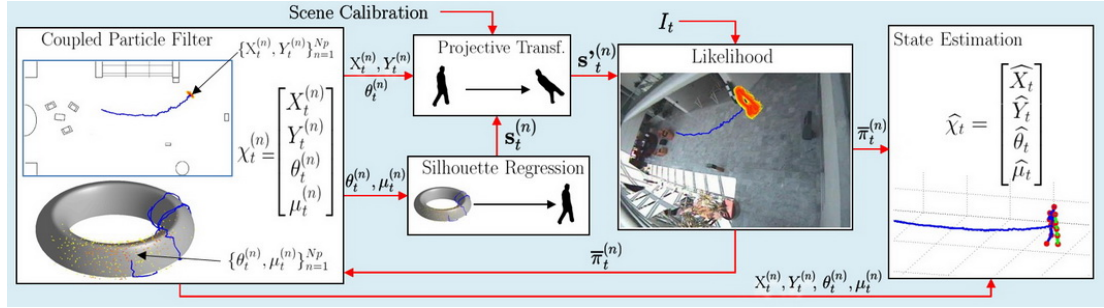 Scene Calibration
I_t
Coupled Particle Filter
{X_t^(n), Y_t^(n)}_{n=1}^{Np}
χ_t^(n) = [X_t^(n)
Y_t^(n)
θ_t^(n)
μ_t^(n)]
{θ_t^(n), μ_t^(n)}_{n=1}^{Np}
X_t^(n), Y_t^(n)
θ_t^(n)
Projective Transf.
s_t^(n)
θ_t^(n), μ_t^(n)
Silhouette Regression
s'_t^(n)
Likelihood
π̅_t^(n)
π̅_t^(n)
State Estimation
χ̂_t = [X̂_t
Ŷ_t
θ̂_t
μ̂_t]
X_t^(n), Y_t^(n), θ_t^(n), μ_t^(n)